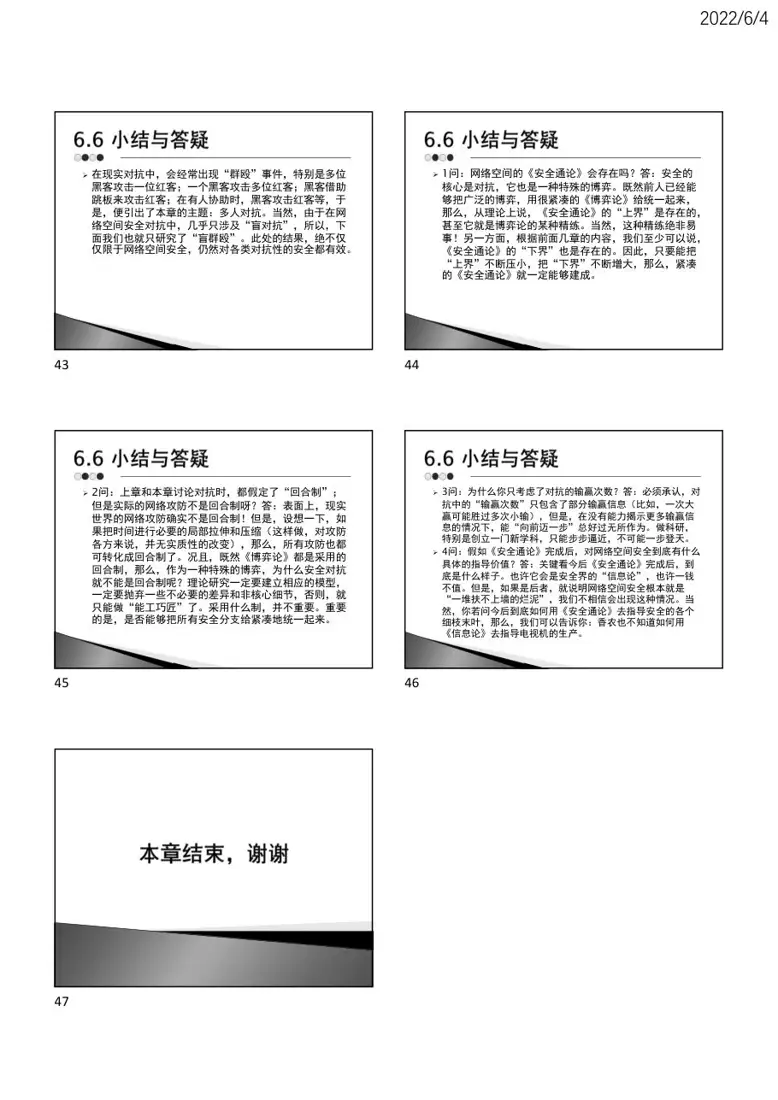 2022/6/4
6.6 小结与答疑
➢ 在现实对抗中，会经常出现“群殴”事件，特别是多位
黑客攻击一位红客；一个黑客攻击多位红客；黑客借助
跳板来攻击红客；在有人协助时，黑客攻击红客等，于
是，便引出了本章的主题：多人对抗。当然，由于在网
络空间安全对抗中，几乎只涉及“盲对抗”，所以，下
面我们也就只研究了“盲群殴”。此处的结果，绝不仅
仅限于网络空间安全，仍然对各类对抗性的安全都有效。
43
6.6 小结与答疑
➢ 1问：网络空间的《安全通论》会存在吗？答：安全的
核心是对抗，它也是一种特殊的博弈。既然前人已经能
够把广泛的博弈，用很紧凑的《博弈论》给统一起来，
那么，从理论上说，《安全通论》的“上界”是存在的，
甚至它就是博弈论的某种精练。当然，这种精练绝非易
事！另一方面，根据前面几章的内容，我们至少可以说，
《安全通论》的“下界”也是存在的。因此，只要能把
“上界”不断压小，把“下界”不断增大，那么，紧凑
的《安全通论》就一定能够建成。
44
6.6 小结与答疑
➢ 2问：上章和本章讨论对抗时，都假定了“回合制”；
但是实际的网络攻防不是回合制呀？答：表面上，现实
世界的网络攻防确实不是回合制！但是，设想一下，如
果把时间进行必要的局部拉伸和压缩（这样做，对攻防
各方来说，并无实质性的改变），那么，所有攻防也都
可转化成回合制了。况且，既然《博弈论》都是采用的
回合制，那么，作为一种特殊的博弈，为什么安全对抗
就不能是回合制呢？理论研究一定要建立相应的模型，
一定要抛弃一些不必要的差异和非核心细节，否则，就
只能做“能工巧匠”了。采用什么制，并不重要。重要
的是，是否能够把所有安全分支给紧凑地统一起来。
45
6.6 小结与答疑
➢ 3问：为什么你只考虑了对抗的输赢次数？答：必须承认，对
抗中的“输赢次数”只包含了部分输赢信息（比如，一次大
赢可能胜过多次小输），但是，在没有能力揭示更多输赢信
息的情况下，能“向前迈一步”总好过无所作为。做科研，
特别是创立一门新学科，只能步步逼近，不可能一步登天。
➢ 4问：假如《安全通论》完成后，对网络空间安全到底有什么
具体的指导价值？答：关键看今后《安全通论》完成后，到
底是什么样子。也许它会是安全界的“信息论”，也许一钱
不值。但是，如果是后者，就说明网络空间安全根本就是
“一堆扶不上墙的烂泥”，我们不相信会出现这种情况。当
然，你若问今后到底如何用《安全通论》去指导安全的各个
细枝末叶，那么，我们可以告诉你：香农也不知道如何用
《信息论》去指导电视机的生产。
46
本章结束，谢谢
47